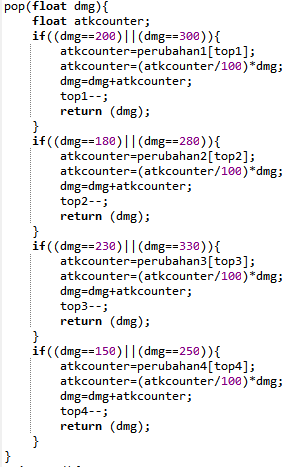 pop(float dmg){
    float atkcounter;
    if((dmg==200)||(dmg==300)){
        atkcounter=perubahan1[top1];
        atkcounter=(atkcounter/100)*dmg;
        dmg=dmg+atkcounter;
        top1--;
        return (dmg);
    }
    if((dmg==180)||(dmg==280)){
        atkcounter=perubahan2[top2];
        atkcounter=(atkcounter/100)*dmg;
        dmg=dmg+atkcounter;
        top2--;
        return (dmg);
    }
    if((dmg==230)||(dmg==330)){
        atkcounter=perubahan3[top3];
        atkcounter=(atkcounter/100)*dmg;
        dmg=dmg+atkcounter;
        top3--;
        return (dmg);
    }
    if((dmg==150)||(dmg==250)){
        atkcounter=perubahan4[top4];
        atkcounter=(atkcounter/100)*dmg;
        dmg=dmg+atkcounter;
        top4--;
        return (dmg);
    }
}